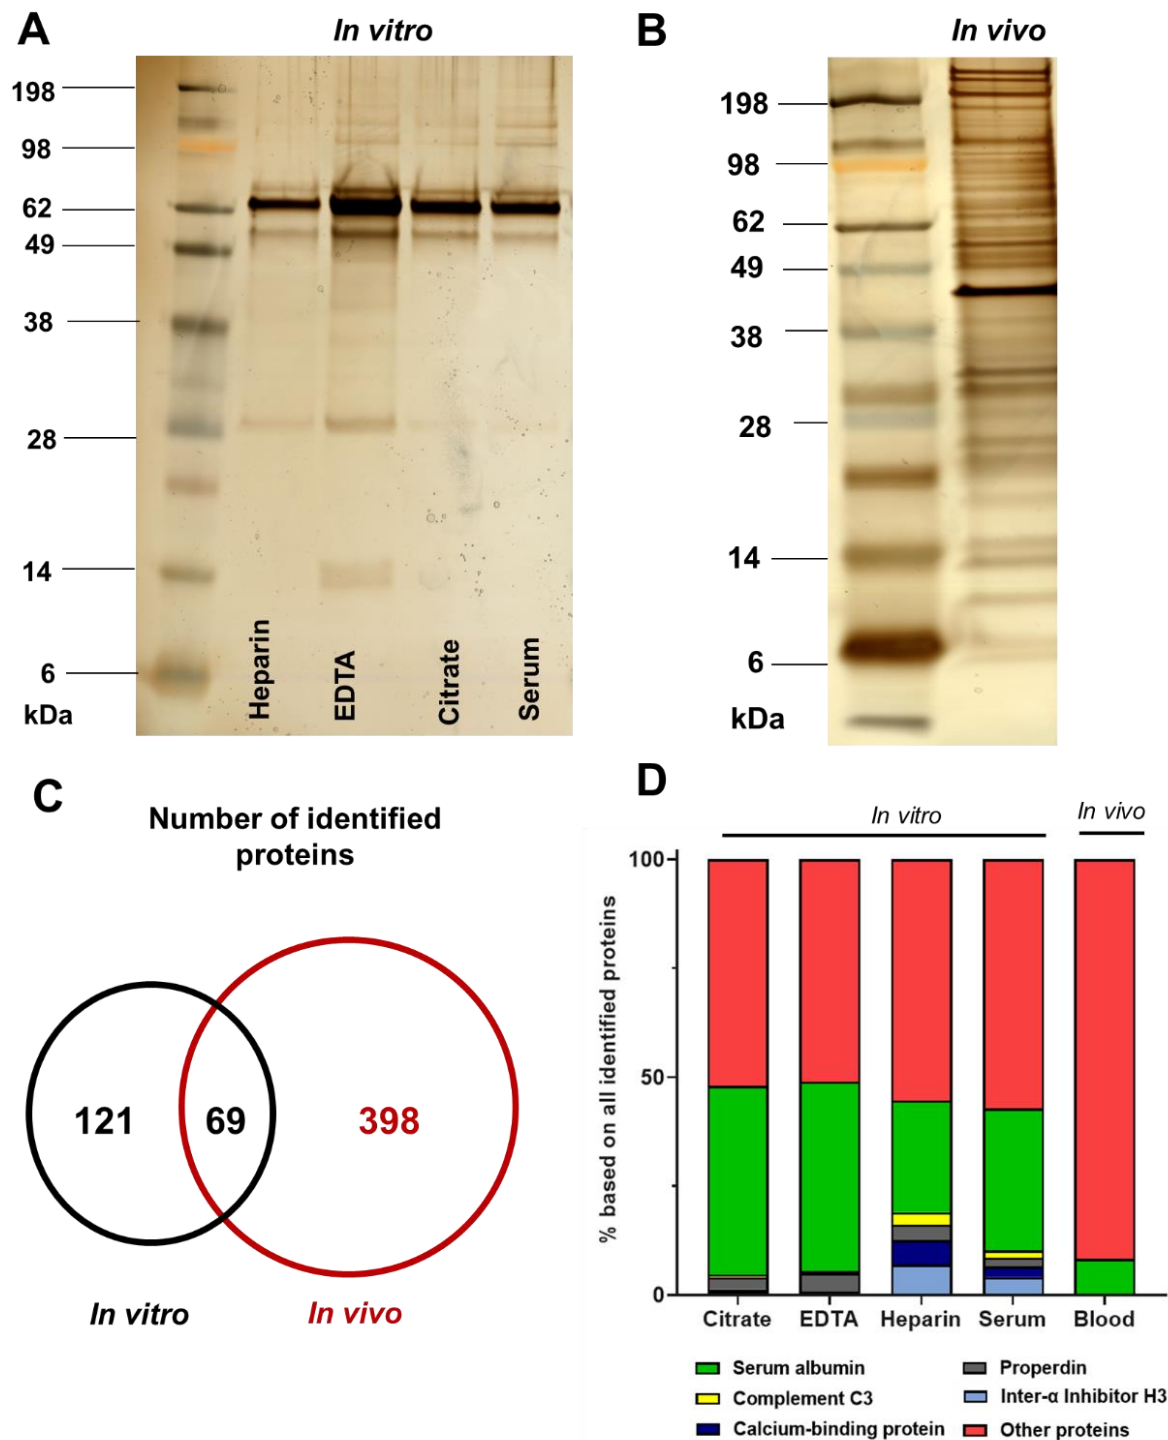 A
In vitro
198
98
62
49
38
28
14
6
kDa
Heparin
EDTA
Citrate
Serum
B
In vivo
198
98
62
49
38
28
14
6
kDa
C
Number of identified
proteins
121
69
398
In vitro
In vivo
D
In vitro
In vivo
% based on all identified proteins
100
50
0
Citrate
EDTA
Heparin
Serum
Blood
Serum albumin
Complement C3
Calcium-binding protein
Properdin
Inter-α Inhibitor H3
Other proteins